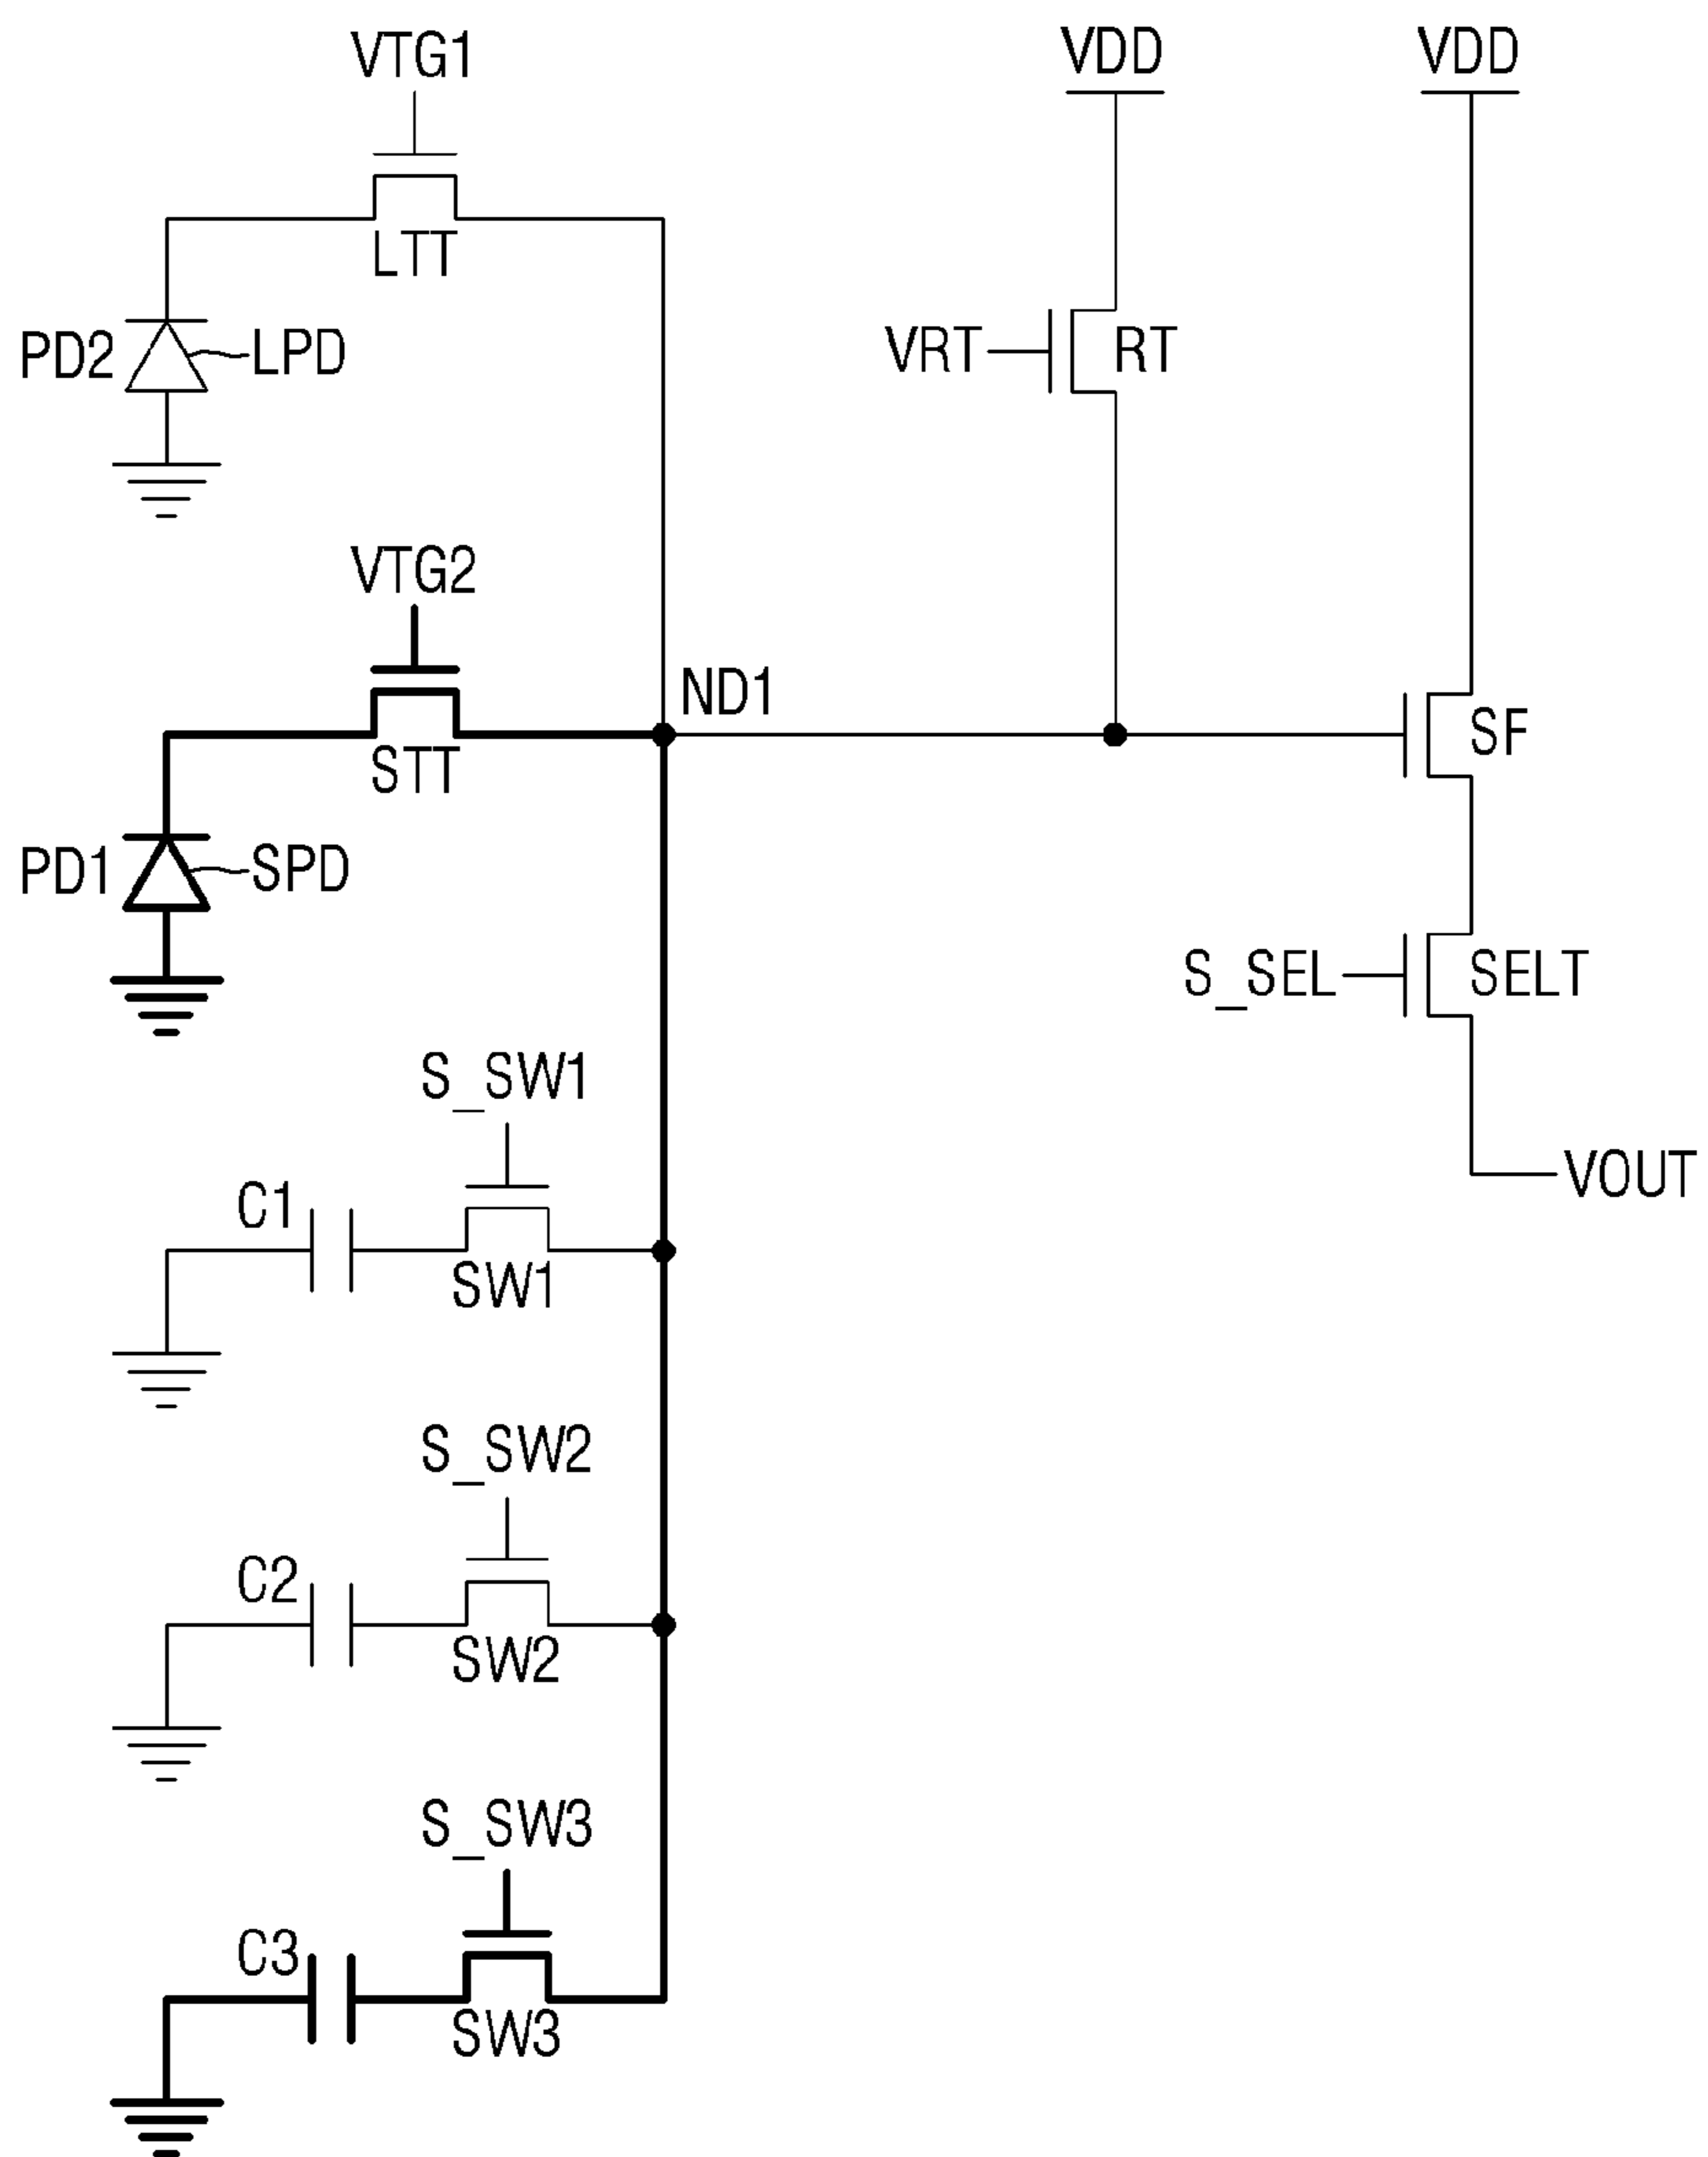 VTG1
VDD
VDD
LTT
PD2
LPD
VRT
RT
VTG2
ND1
STT
SF
PD1
SPD
S_SEL
SELT
S_SW1
VOUT
C1
SW1
S_SW2
C2
SW2
S_SW3
C3
SW3